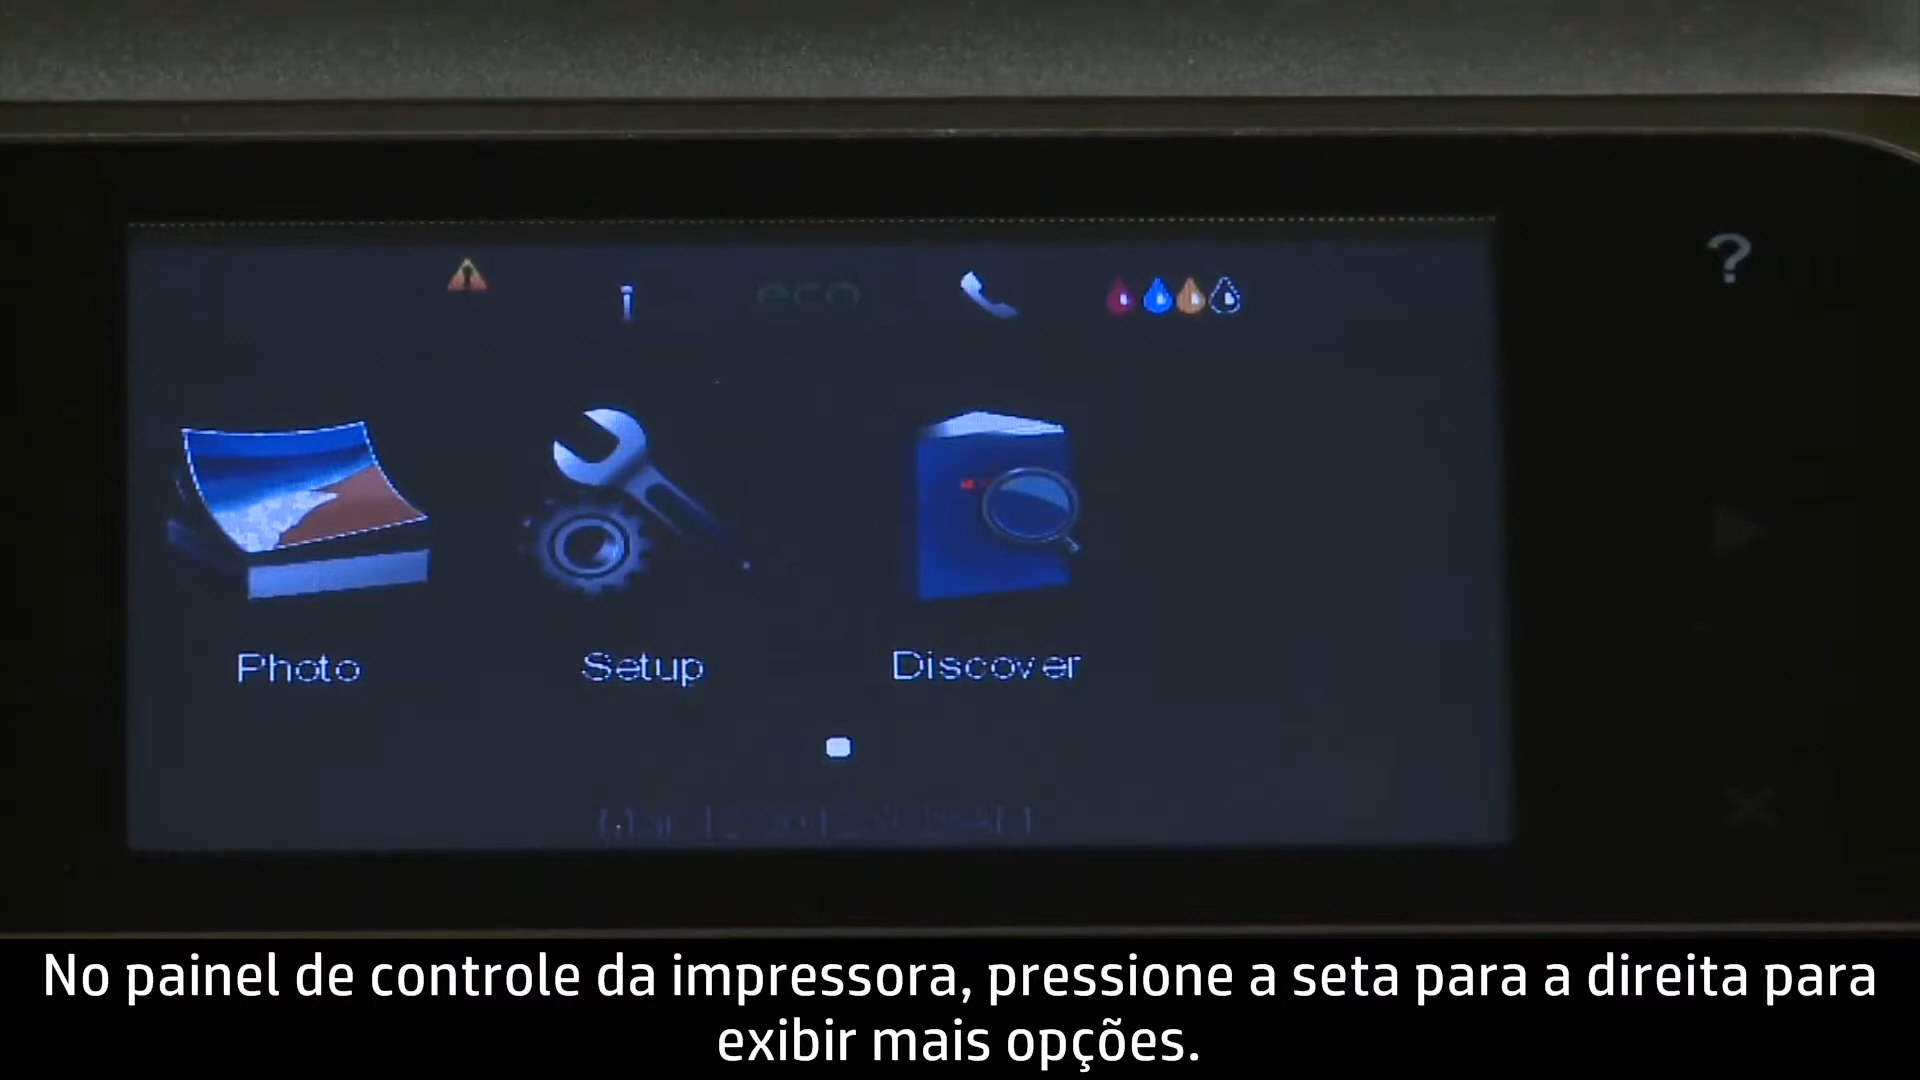 eco
Photo
Setup
Discover
No painel de controle da impressora, pressione a seta para a direita para
exibir mais opções.